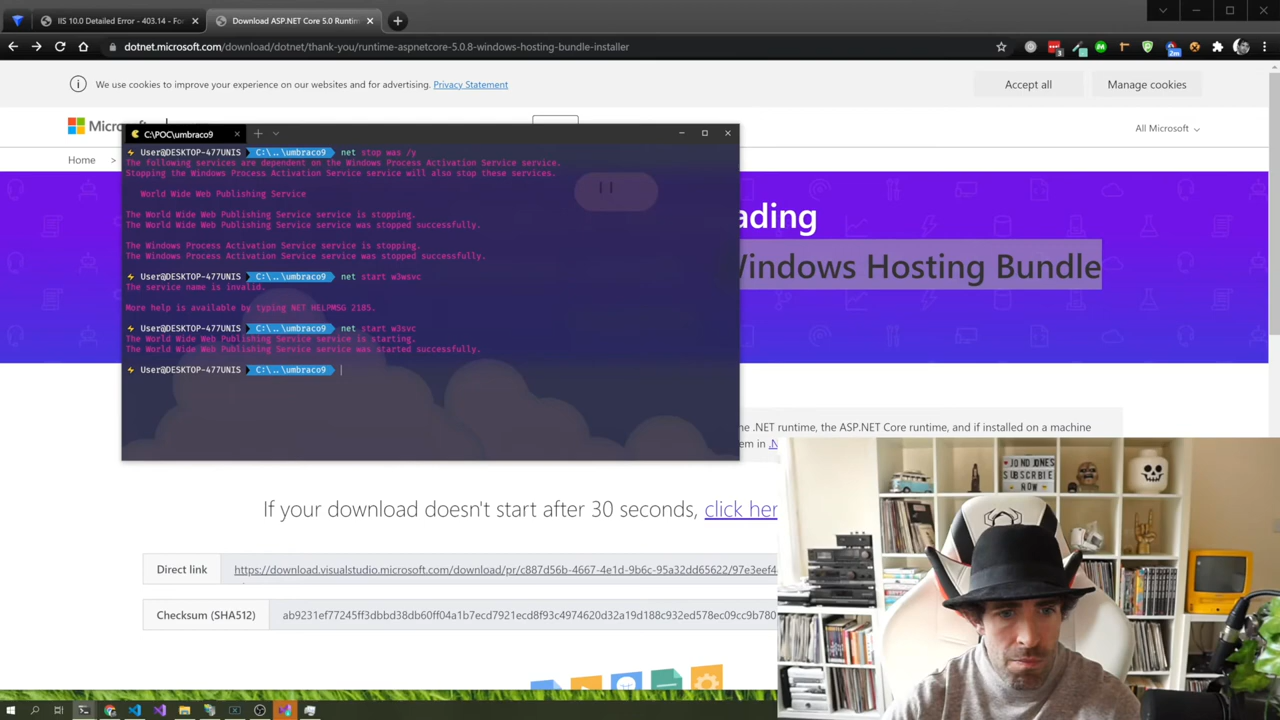 IIS 10.0 Detailed Error - 403.14 - Fo
Download ASP.NET Core 5.0 Runtim
dotnet.microsoft.com/download/dotnet/thank-you/runtime-aspnetcore-5.0.8-windows-hosting-bundle-installer
We use cookies to improve your experience on our websites and for advertising. Privacy Statement
Accept all
Manage cookies
All Microsoft
Home
C:\POC\umbraco9
User@DESKTOP-477UNIS C:\..\umbraco9 net stop was /y
The following services are dependent on the Windows Process Activation Service service.
Stopping the Windows Process Activation Service service will also stop these services.
World Wide Web Publishing Service
The World Wide Web Publishing Service service is stopping.
The World Wide Web Publishing Service service was stopped successfully.
The Windows Process Activation Service service is stopping.
The Windows Process Activation Service service was stopped successfully.
User@DESKTOP-477UNIS C:\..\umbraco9 net start w3wsvc
The service name is invalid.
More help is available by typing NET HELPMSG 2185.
User@DESKTOP-477UNIS C:\..\umbraco9 net start w3svc
The World Wide Web Publishing Service service is starting.
The World Wide Web Publishing Service service was started successfully.
User@DESKTOP-477UNIS C:\..\umbraco9
ading
Windows Hosting Bundle
the .NET runtime, the ASP.NET Core runtime, and if installed on a machine
If your download doesn't start after 30 seconds, click her
Direct link
https://download.visualstudio.microsoft.com/download/pr/c887d56b-4667-4e1d-9b6c-95a32dd65622/97e3eef4
Checksum (SHA512)
JOND JONES
SUBSCRIBE
NOW